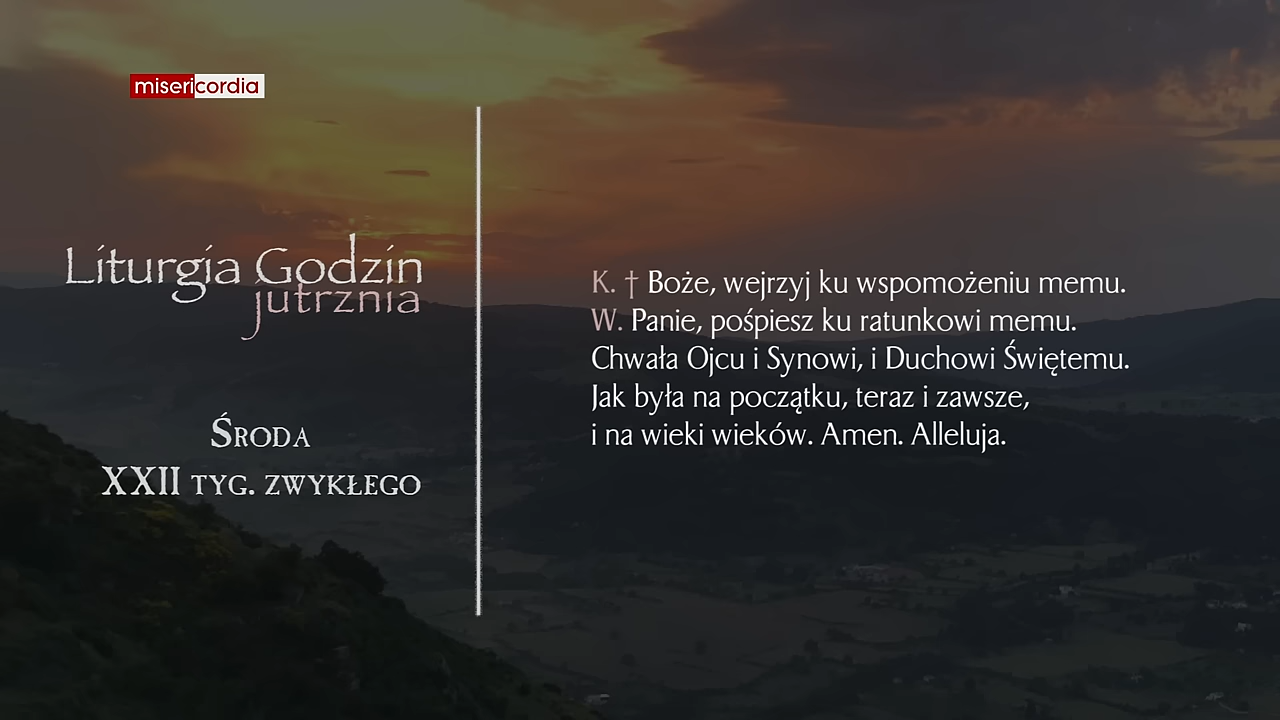 misericordia
Liturgia Godzin
jutrznia
Środa
XXII tyg. zwykłego
K. † Boże, wejrzyj ku wspomożeniu memu.
W. Panie, pośpiesz ku ratunkowi memu.
Chwała Ojcu i Synowi, i Duchowi Świętemu.
Jak była na początku, teraz i zawsze,
i na wieki wieków. Amen. Alleluja.